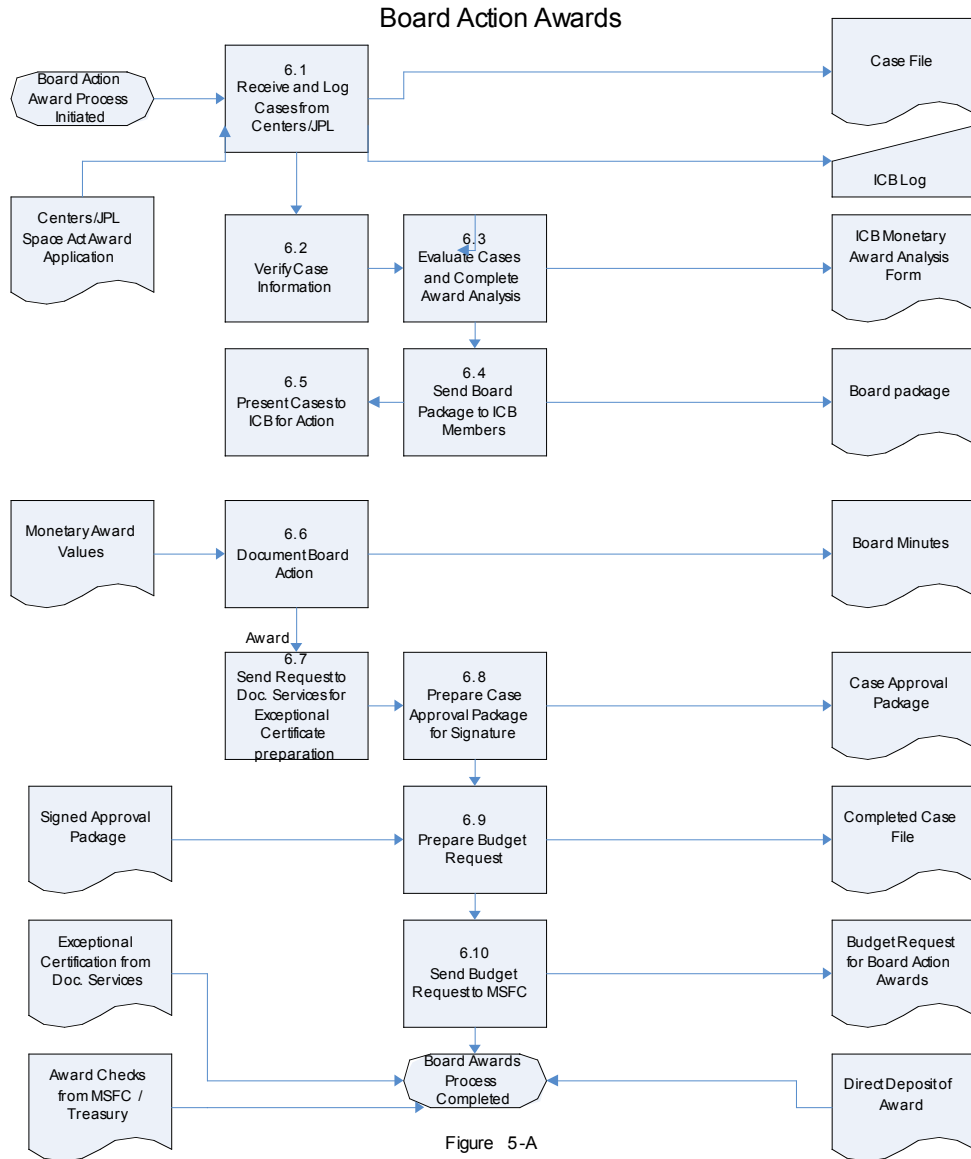 Board Action Awards
Board Action
Award Process
Initiated
6.1
Receive and Log
Cases from
Centers/JPL
Case File
ICB Log
Centers/JPL
Space Act Award
Application
6.2
Verify Case
Information
6.3
Evaluate Cases
and Complete
Award Analysis
ICB Monetary
Award Analysis
Form
6.5
Present Cases to
ICB for Action
6.4
Send Board
Package to ICB
Members
Board package
Monetary Award
Values
6.6
Document Board
Action
Board Minutes
Award
6.7
Send Request to
Doc. Services for
Exceptional
Certificate
preparation
6.8
Prepare Case
Approval Package
for Signature
Case Approval
Package
Signed Approval
Package
6.9
Prepare Budget
Request
Completed Case
File
Exceptional
Certification from
Doc. Services
6.10
Send Budget
Request to MSFC
Budget Request
for Board Action
Awards
Award Checks
from MSFC /
Treasury
Board Awards
Process
Completed
Direct Deposit of
Award
Figure 5-A